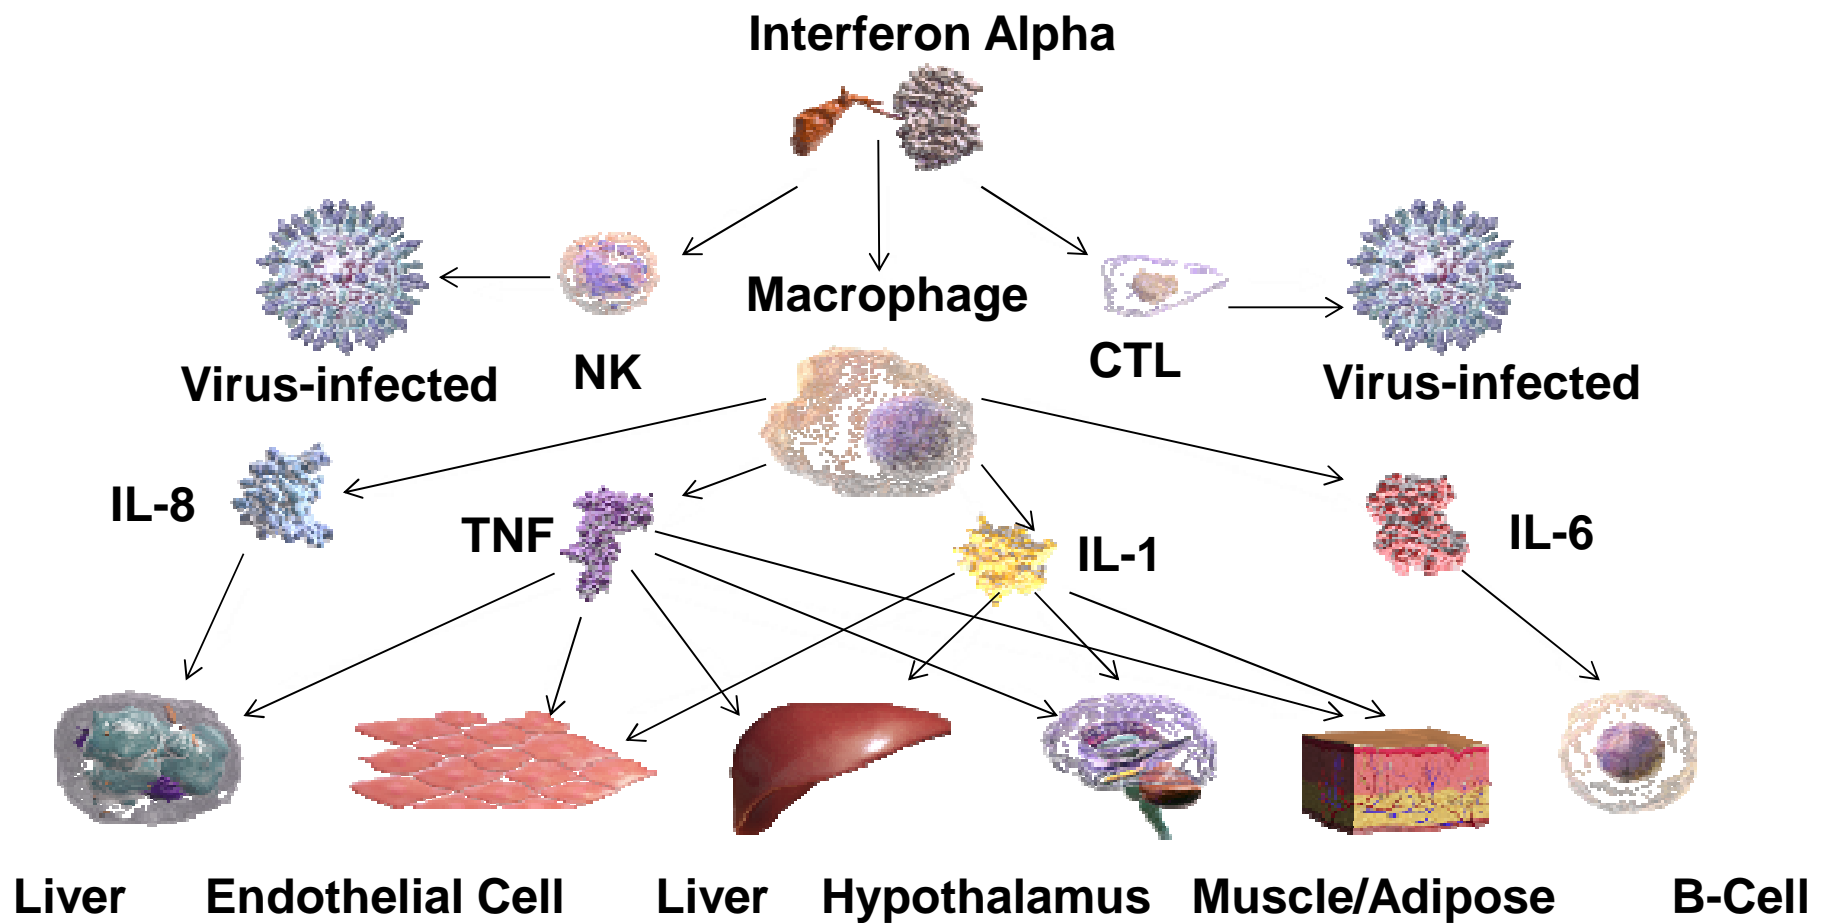 Interferon Alpha
Macrophage
NK
CTL
Virus-infected
Virus-infected
IL-8
TNF
IL-1
IL-6
Liver
Endothelial Cell
Liver
Hypothalamus
Muscle/Adipose
B-Cell